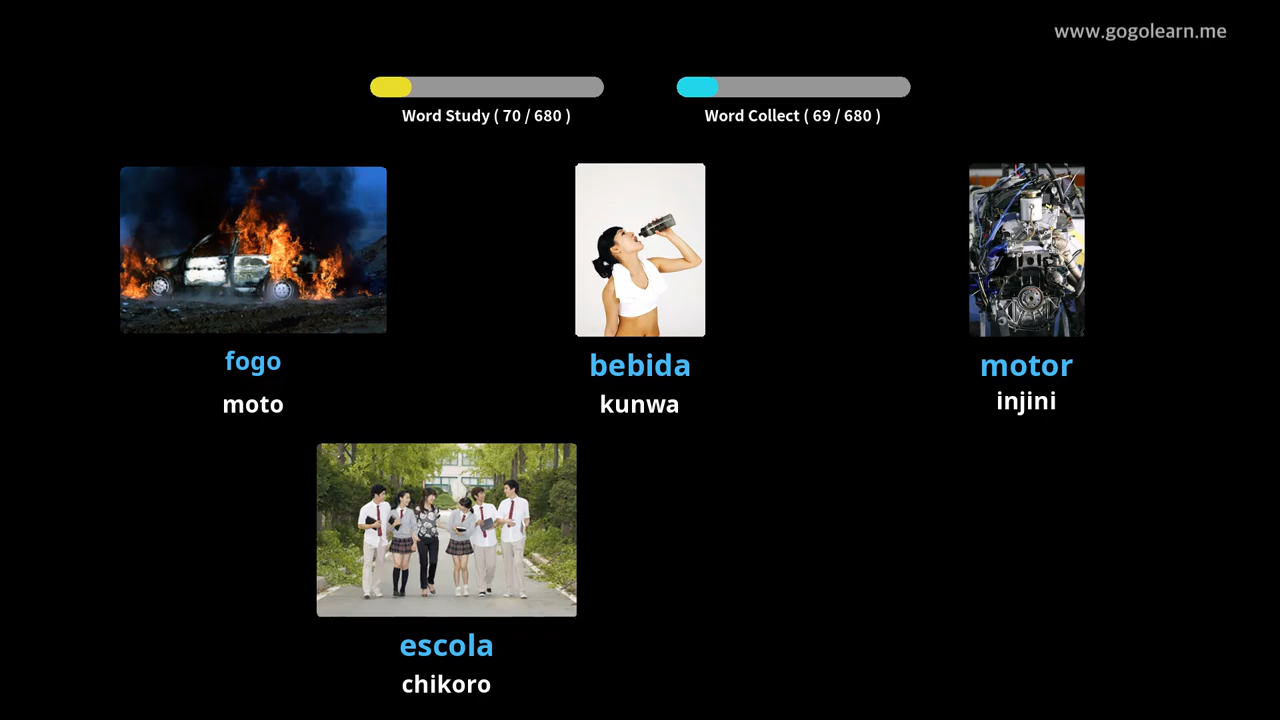 www.gogolearn.me
Word Study ( 70 / 680 )
Word Collect ( 69 / 680 )
fogo
moto
bebida
kunwa
motor
injini
escola
chikoro